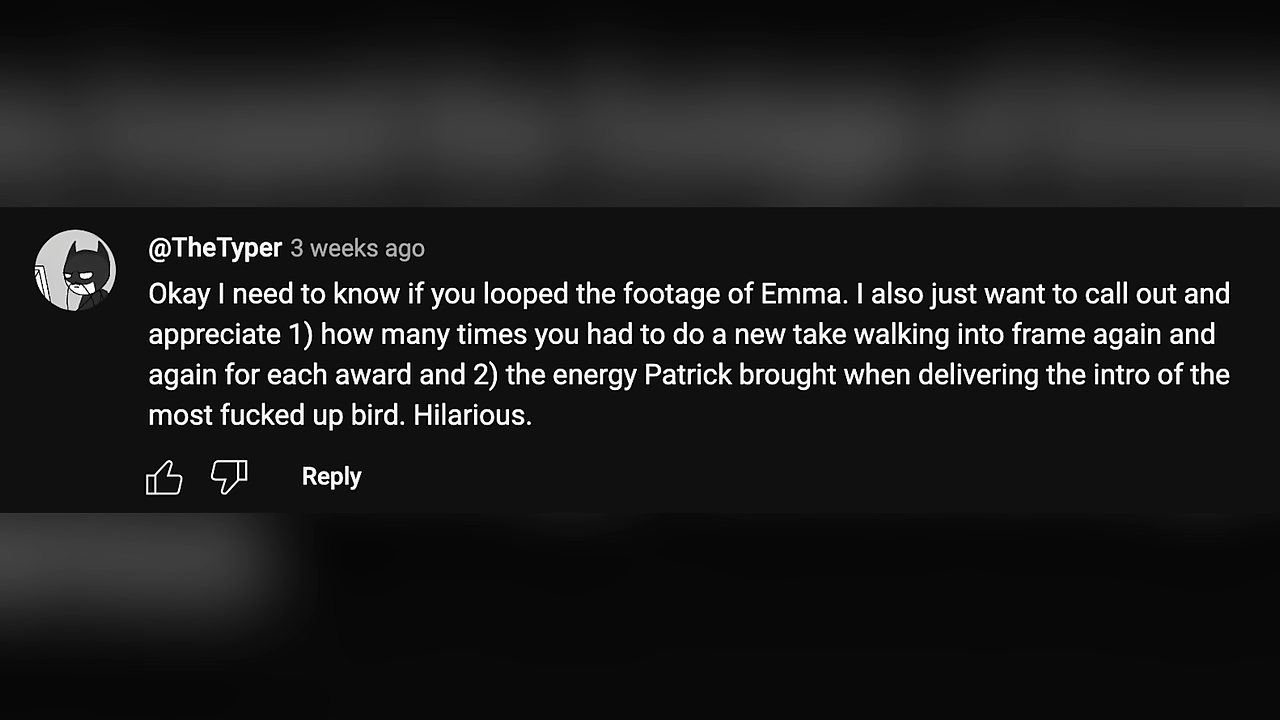 @TheTyper 3 weeks ago
Okay I need to know if you looped the footage of Emma. I also just want to call out and
appreciate 1) how many times you had to do a new take walking into frame again and
again for each award and 2) the energy Patrick brought when delivering the intro of the
most fucked up bird. Hilarious.
Reply